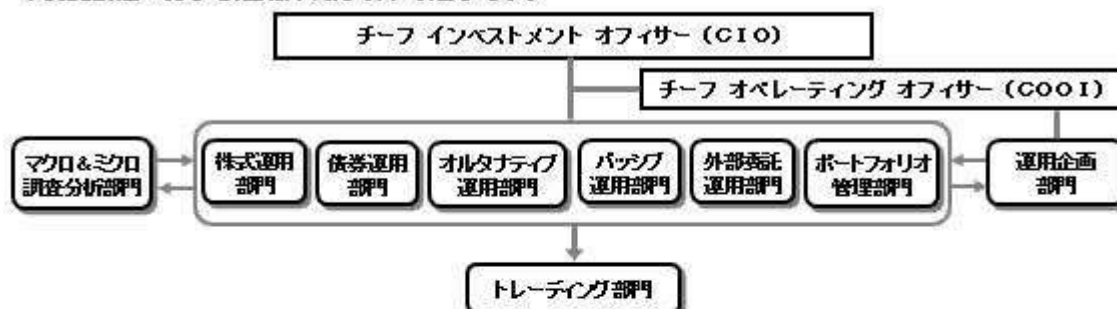 チーフ インベストメント オフィサー (CIO)
チーフ オペレーティング オフィサー (COOI)
マクロ&ミクロ
調査分析部門
株式運用
部門
債券運用
部門
オルタナティブ
運用部門
パッシブ
運用部門
外部委託
運用部門
ポートフォリオ
管理部門
運用企画
部門
トレーディング部門